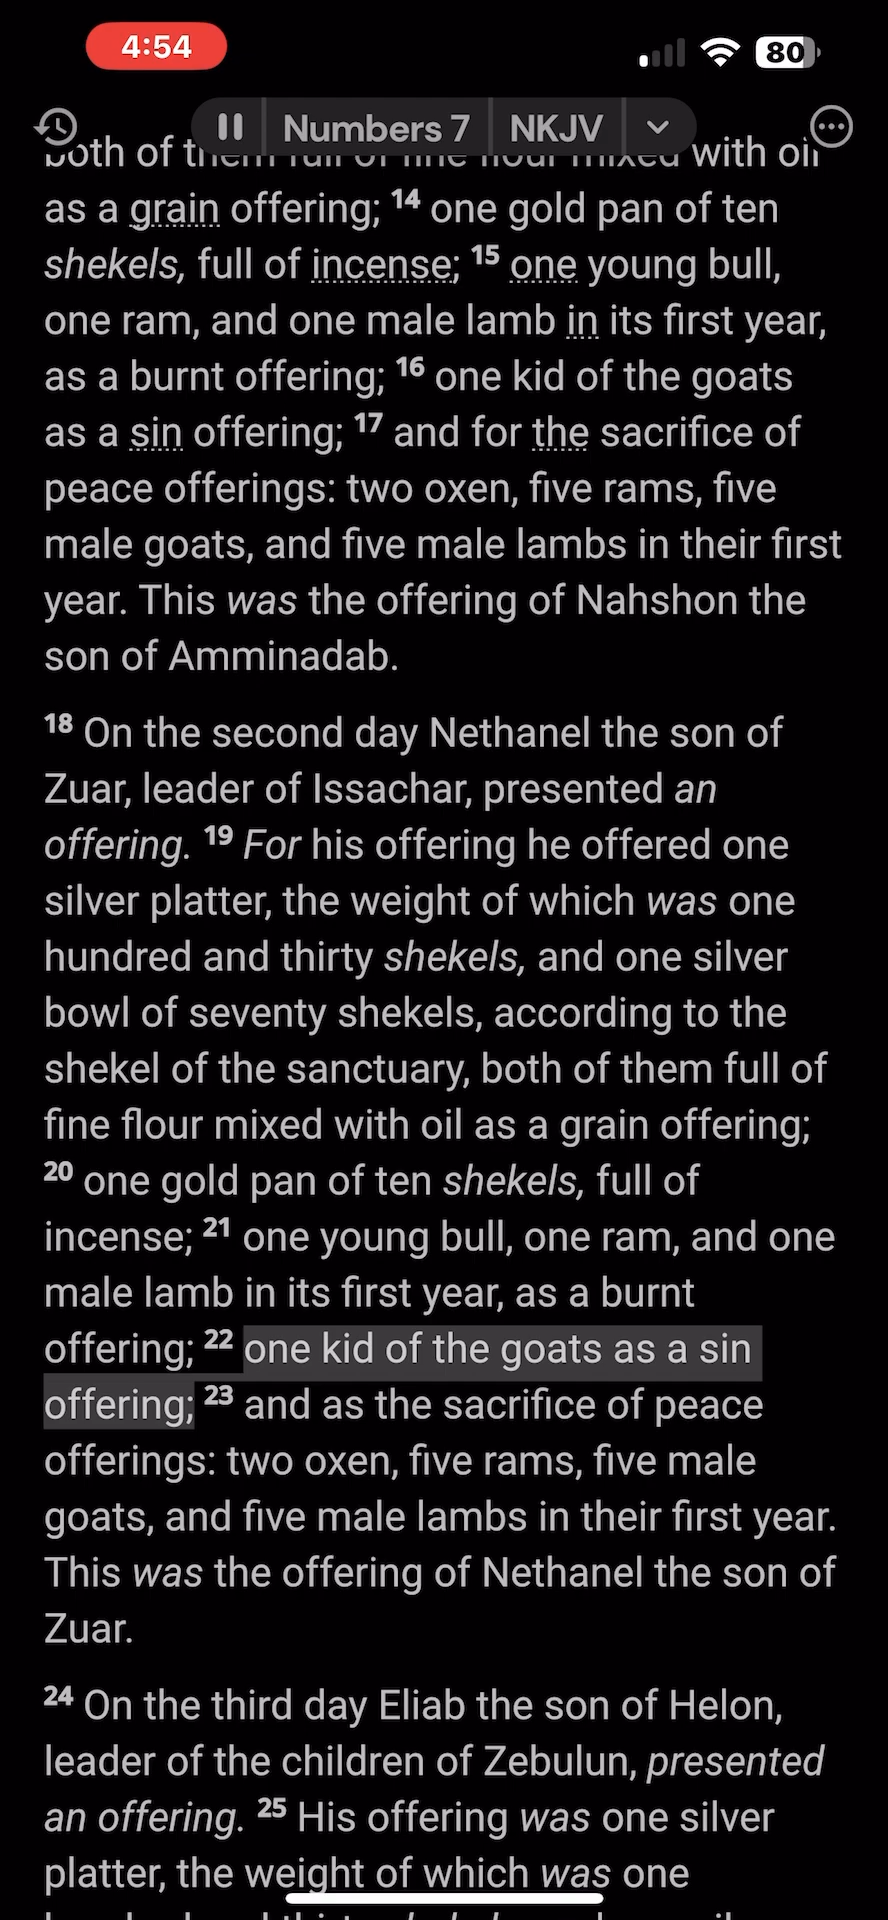 4:54
80
Numbers 7 NKJV
both of them full of fine flour mixed with oil
as a grain offering; 14 one gold pan of ten
shekels, full of incense; 15 one young bull,
one ram, and one male lamb in its first year,
as a burnt offering; 16 one kid of the goats
as a sin offering; 17 and for the sacrifice of
peace offerings: two oxen, five rams, five
male goats, and five male lambs in their first
year. This was the offering of Nahshon the
son of Amminadab.
18 On the second day Nethanel the son of
Zuar, leader of Issachar, presented an
offering. 19 For his offering he offered one
silver platter, the weight of which was one
hundred and thirty shekels, and one silver
bowl of seventy shekels, according to the
shekel of the sanctuary, both of them full of
fine flour mixed with oil as a grain offering;
20 one gold pan of ten shekels, full of
incense; 21 one young bull, one ram, and one
male lamb in its first year, as a burnt
offering; 22 one kid of the goats as a sin
offering; 23 and as the sacrifice of peace
offerings: two oxen, five rams, five male
goats, and five male lambs in their first year.
This was the offering of Nethanel the son of
Zuar.
24 On the third day Eliab the son of Helon,
leader of the children of Zebulun, presented
an offering. 25 His offering was one silver
platter, the weight of which was one